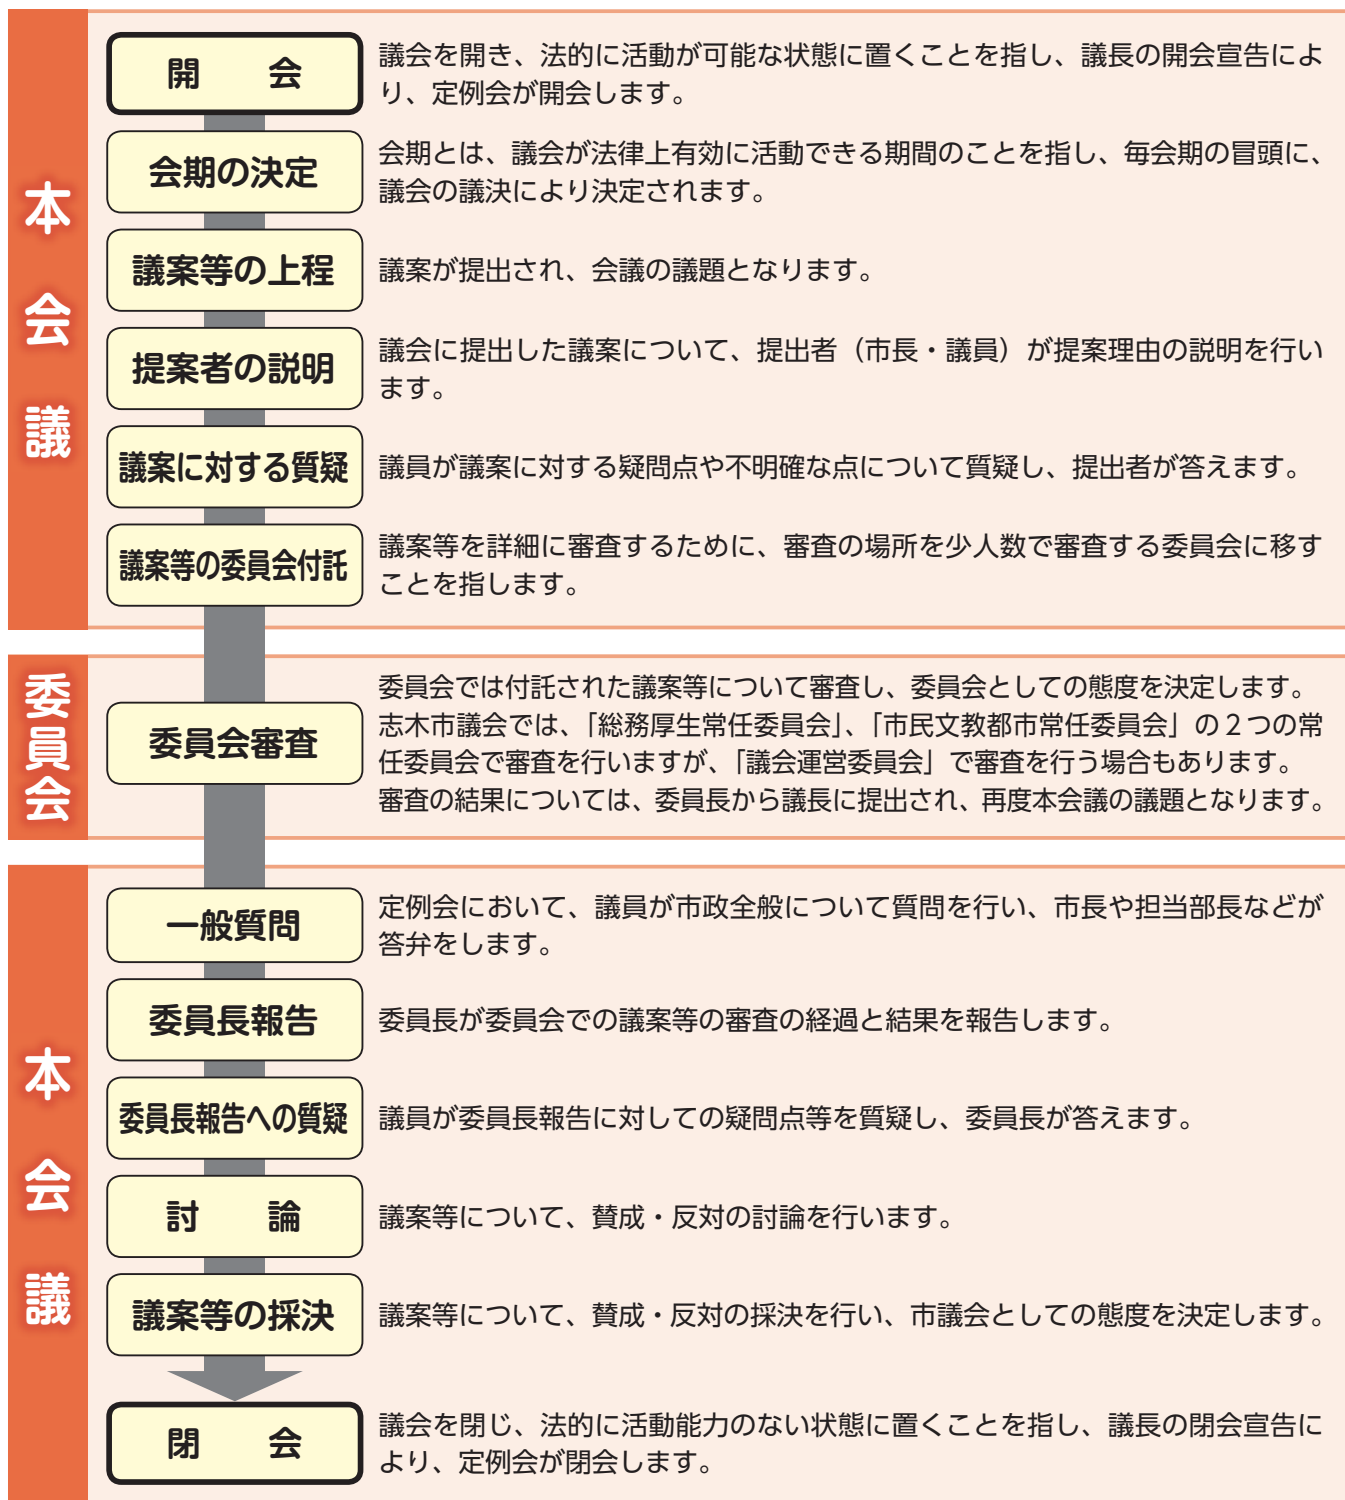 本会議
開　会
議会を開き、法的に活動が可能な状態に置くことを指し、議長の開会宣告によ
り、定例会が開会します。
会期の決定
会期とは、議会が法律上有効に活動できる期間のことを指し、毎会期の冒頭に、
議会の議決により決定されます。
議案等の上程
議案が提出され、会議の議題となります。
提案者の説明
議会に提出した議案について、提出者（市長・議員）が提案理由の説明を行い
ます。
議案に対する質疑
議員が議案に対する疑問点や不明確な点について質疑し、提出者が答えます。
議案等の委員会付託
議案等を詳細に審査するために、審査の場所を少人数で審査する委員会に移す
ことを指します。
委員会
委員会審査
委員会では付託された議案等について審査し、委員会としての態度を決定します。
志木市議会では、「総務厚生常任委員会」、「市民文教都市常任委員会」の２つの常
任委員会で審査を行いますが、「議会運営委員会」で審査を行う場合もあります。
審査の結果については、委員長から議長に提出され、再度本会議の議題となります。
本会議
一般質問
定例会において、議員が市政全般について質問を行い、市長や担当部長などが
答弁をします。
委員長報告
委員長が委員会での議案等の審査の経過と結果を報告します。
委員長報告への質疑
議員が委員長報告に対しての疑問点等を質疑し、委員長が答えます。
討　論
議案等について、賛成・反対の討論を行います。
議案等の採決
議案等について、賛成・反対の採決を行い、市議会としての態度を決定します。
閉　会
議会を閉じ、法的に活動能力のない状態に置くことを指し、議長の閉会宣告に
より、定例会が閉会します。